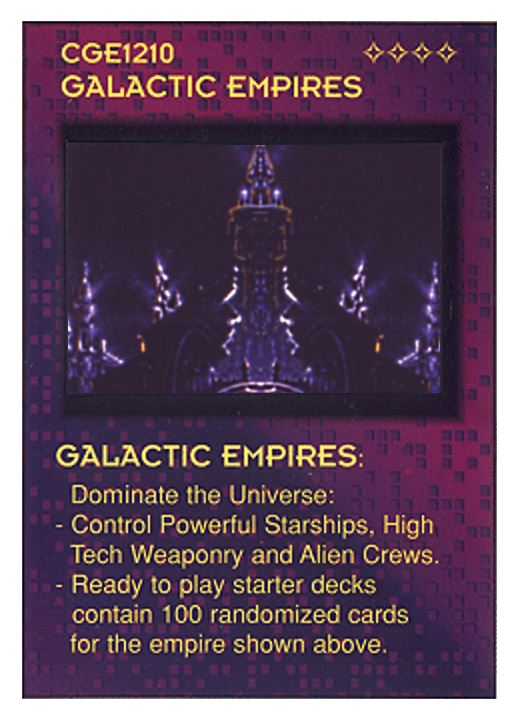 CGE1210
GALACTIC EMPIRES
GALACTIC EMPIRES:
Dominate the Universe:
- Control Powerful Starships, High
Tech Weaponry and Alien Crews.
- Ready to play starter decks
contain 100 randomized cards
for the empire shown above.